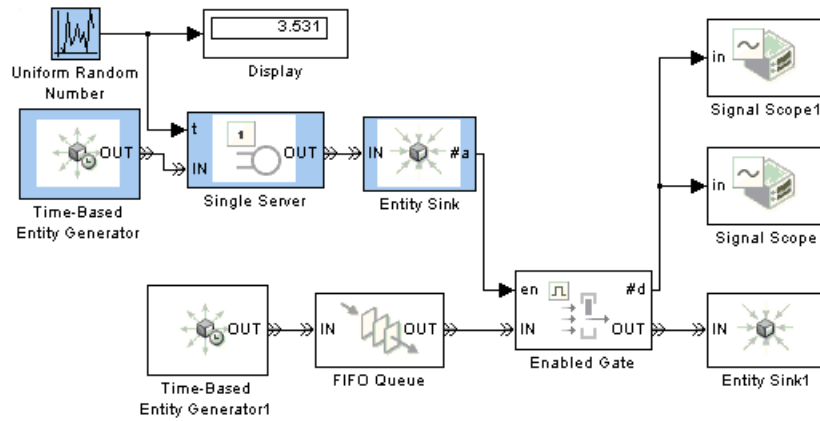 3.531
in
Uniform Random
Number
Display
Signal Scope1
t
1
OUT
IN
OUT
IN
#a
in
Time-Based
Entity Generator
Single Server
Entity Sink
Signal Scope
en
#d
OUT
IN
OUT
IN
OUT
IN
Time-Based
Entity Generator1
FIFO Queue
Enabled Gate
Entity Sink1